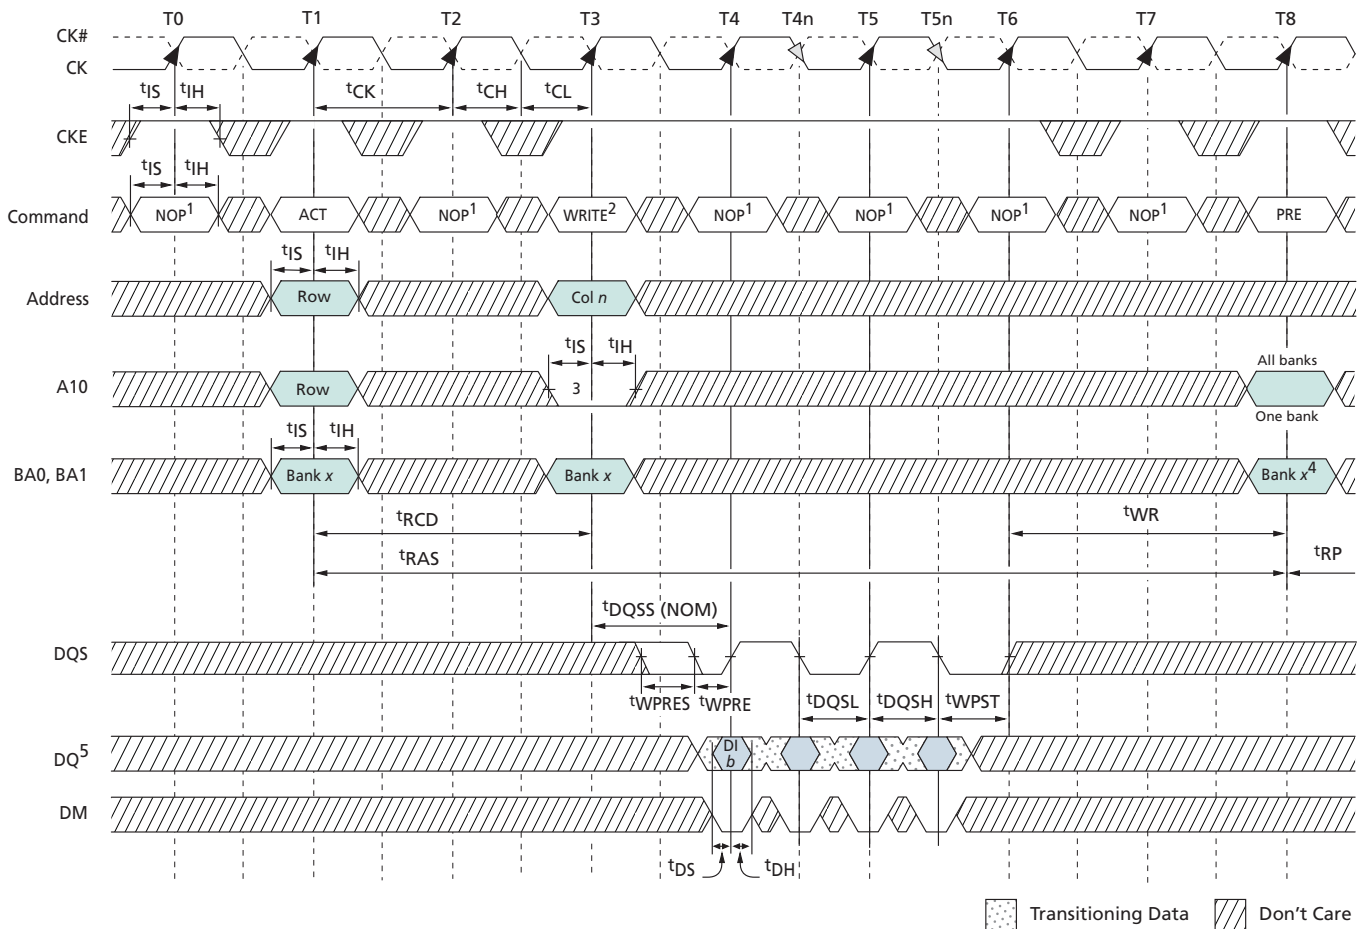 T0 T1 T2 T3 T4 T4n T5 T5n T6 T7 T8
CK#
CK
tIS tIH tCK tCH tCL
CKE
tIS tIH
Command NOP1 ACT NOP1 WRITE2 NOP1 NOP1 NOP1 NOP1 PRE
tIS tIH
Address Row Col n
tIS tIH
All banks
A10 Row 3
One bank
tIS tIH
BA0, BA1 Bank x Bank x Bank x4
tRCD tWR
tRAS tRP
tDQSS (NOM)
DQS
tWPRES tWPRE tDQSL tDQSH tWPST
DQ5 DI
b
DM
tDS tDH
Transitioning Data Don't Care